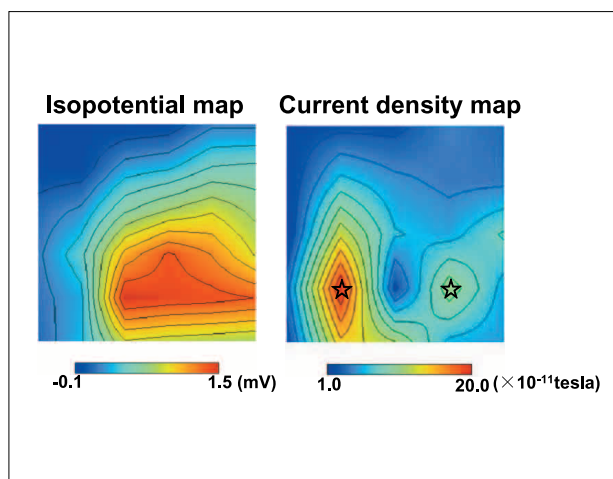 Isopotential map
Current density map
-0.1
1.5 (mV)
1.0
20.0 (×10⁻¹¹tesla)